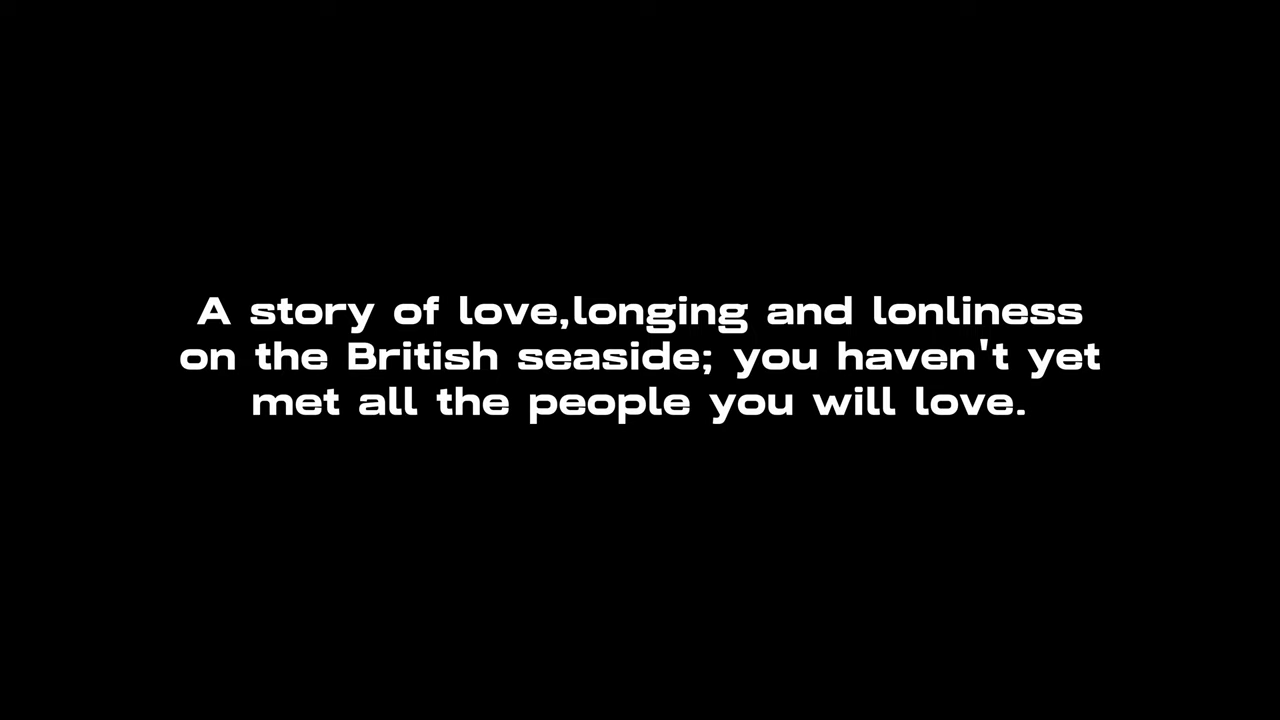 A story of love,longing and lonliness
on the British seaside; you haven't yet
met all the people you will love.